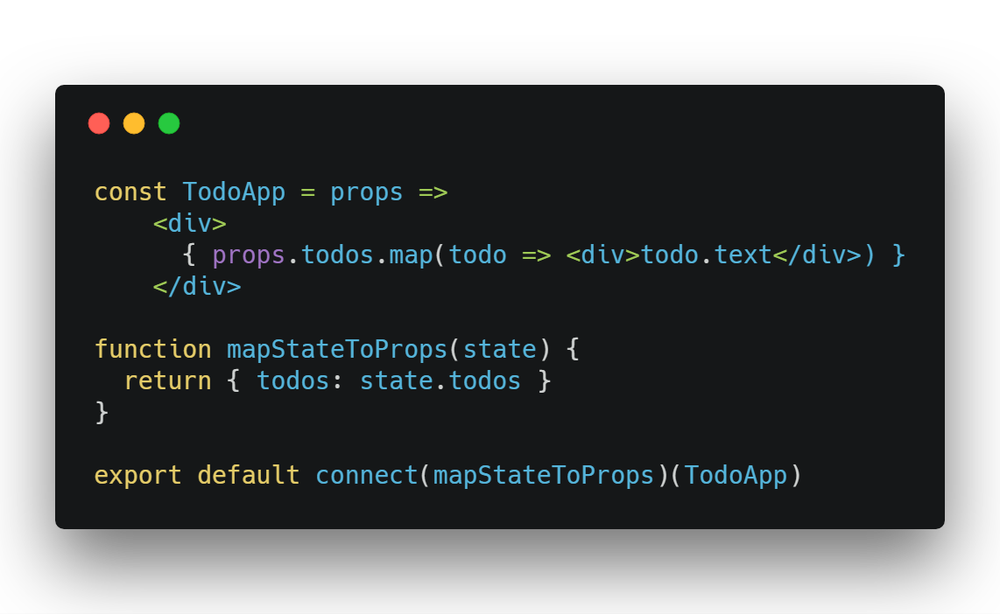 const TodoApp = props =>
    <div>
      { props.todos.map(todo => <div>todo.text</div>) }
    </div>

function mapStateToProps(state) {
  return { todos: state.todos }
}

export default connect(mapStateToProps)(TodoApp)